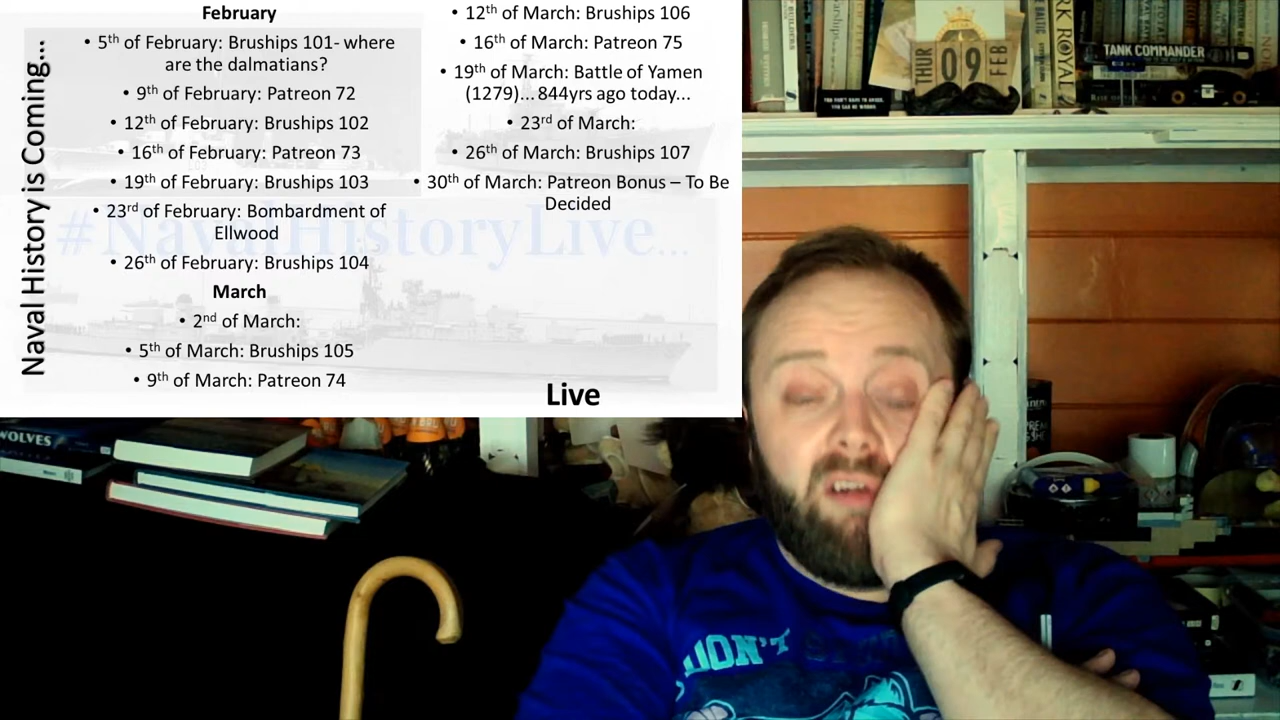 Naval History is Coming...
February
• 5th of February: Bruships 101- where
are the dalmatians?
• 9th of February: Patreon 72
• 12th of February: Bruships 102
• 16th of February: Patreon 73
• 19th of February: Bruships 103
• 23rd of February: Bombardment of
Ellwood
• 26th of February: Bruships 104
March
• 2nd of March:
• 5th of March: Bruships 105
• 9th of March: Patreon 74
• 12th of March: Bruships 106
• 16th of March: Patreon 75
• 19th of March: Battle of Yamen
(1279)... 844yrs ago today...
• 23rd of March:
• 26th of March: Bruships 107
• 30th of March: Patreon Bonus – To Be
Decided
#NavalHistoryLive...
Live
THUR
09
FEB
TANK COMMANDER
ROYAL
BALTIC
WOLVES
DON'T